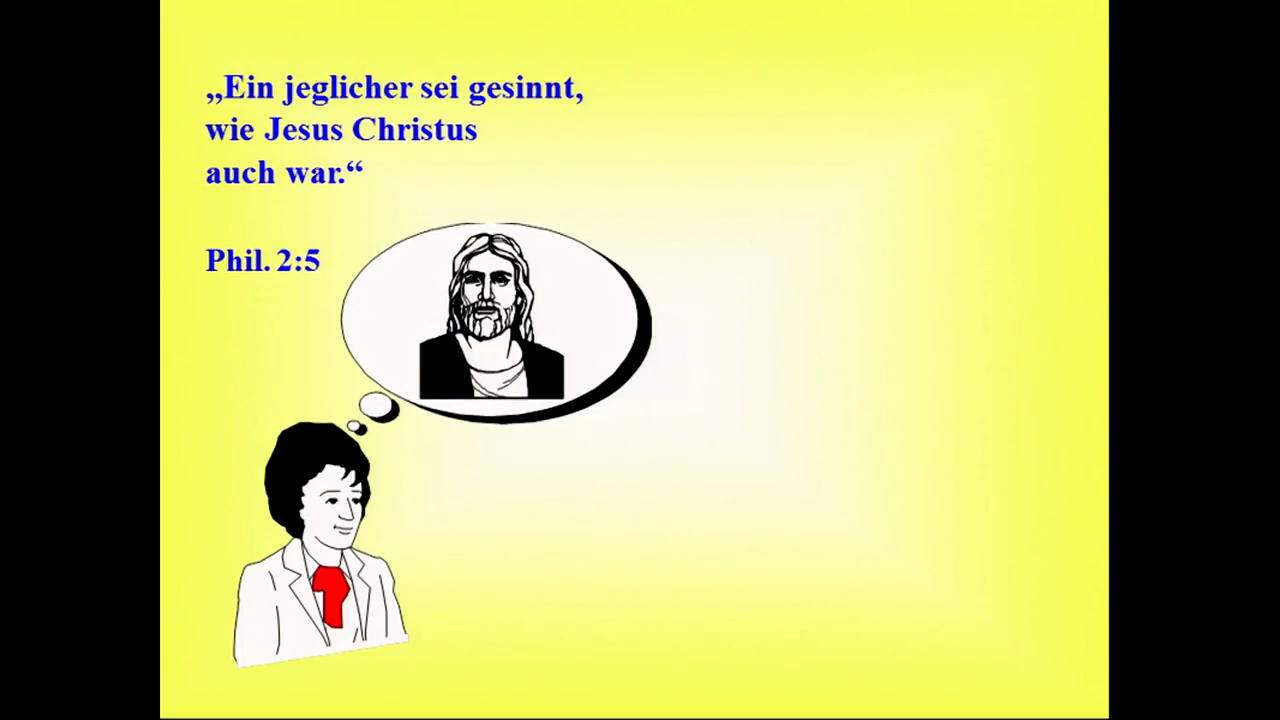 „Ein jeglicher sei gesinnt,
wie Jesus Christus
auch war.“
Phil. 2:5